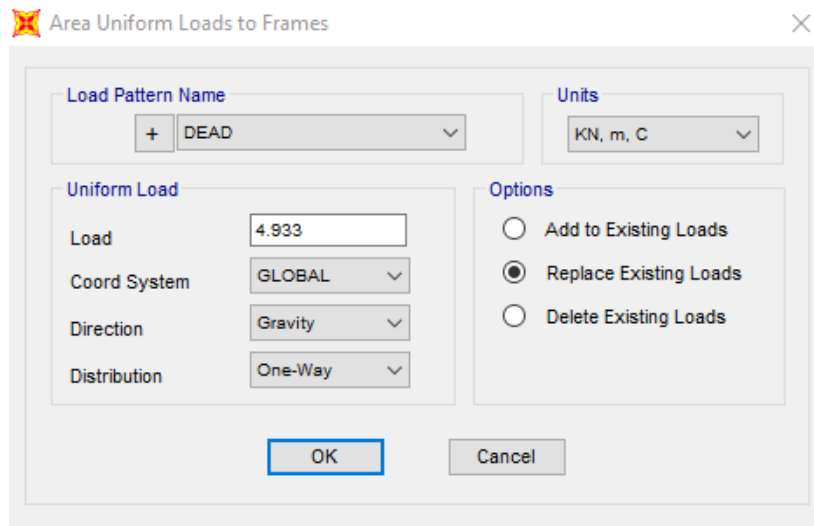 Area Uniform Loads to Frames
Load Pattern Name
+ DEAD
Units
KN, m, C
Uniform Load
Load 4.933
Coord System GLOBAL
Direction Gravity
Distribution One-Way
Options
Add to Existing Loads
Replace Existing Loads
Delete Existing Loads
OK Cancel